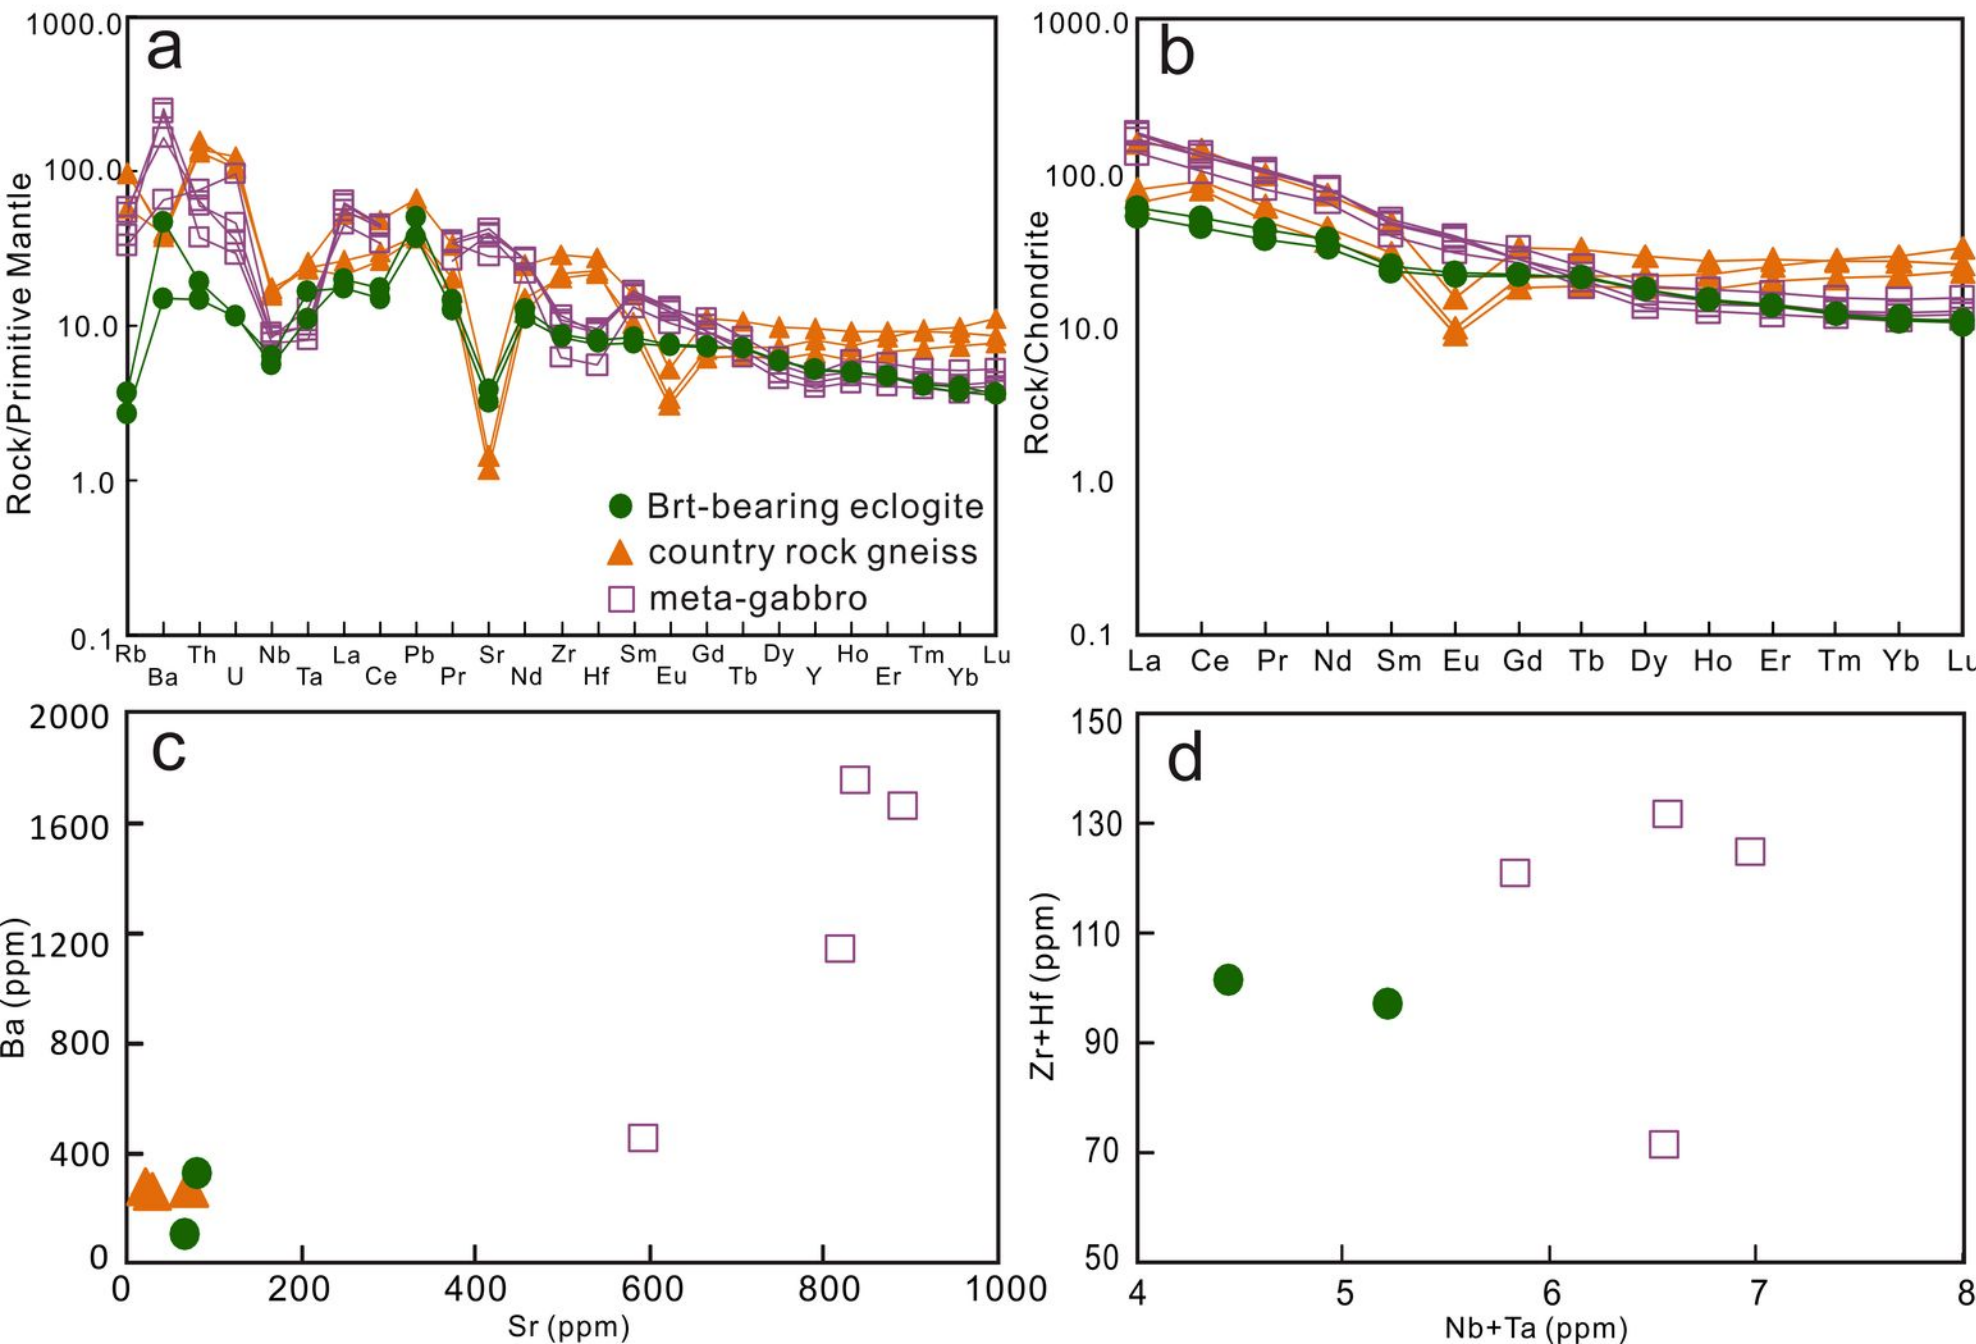 a
1000.0
100.0
10.0
1.0
0.1
Rock/Primitive Mantle
Brt-bearing eclogite
country rock gneiss
meta-gabbro
Rb Th Nb La Pb Sr Zr Sm Gd Dy Ho Tm Lu
Ba U Ta Ce Pr Nd Hf Eu Tb Y Er Yb
b
1000.0
100.0
10.0
1.0
0.1
Rock/Chondrite
La Ce Pr Nd Sm Eu Gd Tb Dy Ho Er Tm Yb Lu
c
2000
1600
1200
800
400
0
Ba (ppm)
0 200 400 600 800 1000
Sr (ppm)
d
150
130
110
90
70
50
Zr+Hf (ppm)
4 5 6 7 8
Nb+Ta (ppm)